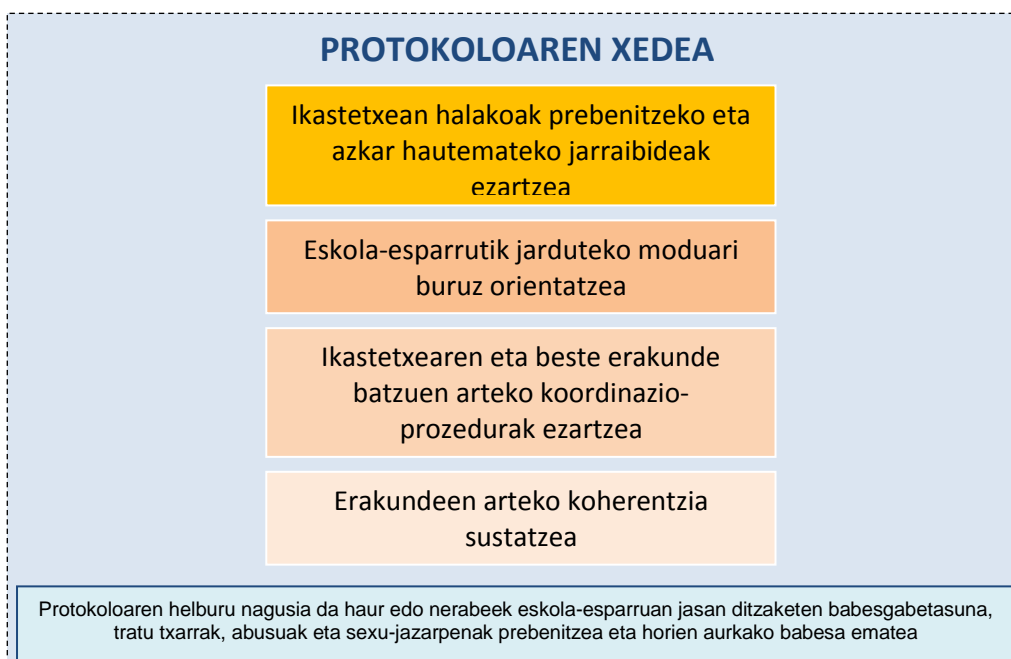 PROTOKOLOAREN XEDEA
Ikastetxean halakoak prebenitzeko eta
azkar hautemateko jarraibideak
ezartzea
Eskola-esparrutik jarduteko moduari
buruz orientatzea
Ikastetxearen eta beste erakunde
batzuen arteko koordinazio-
prozedurak ezartzea
Erakundeen arteko koherentzia
sustatzea
Protokoloaren helburu nagusia da haur edo nerabeek eskola-esparruan jasan ditzaketen babesgabetasuna,
tratu txarrak, abusuak eta sexu-jazarpenak prebenitzea eta horien aurkako babesa ematea